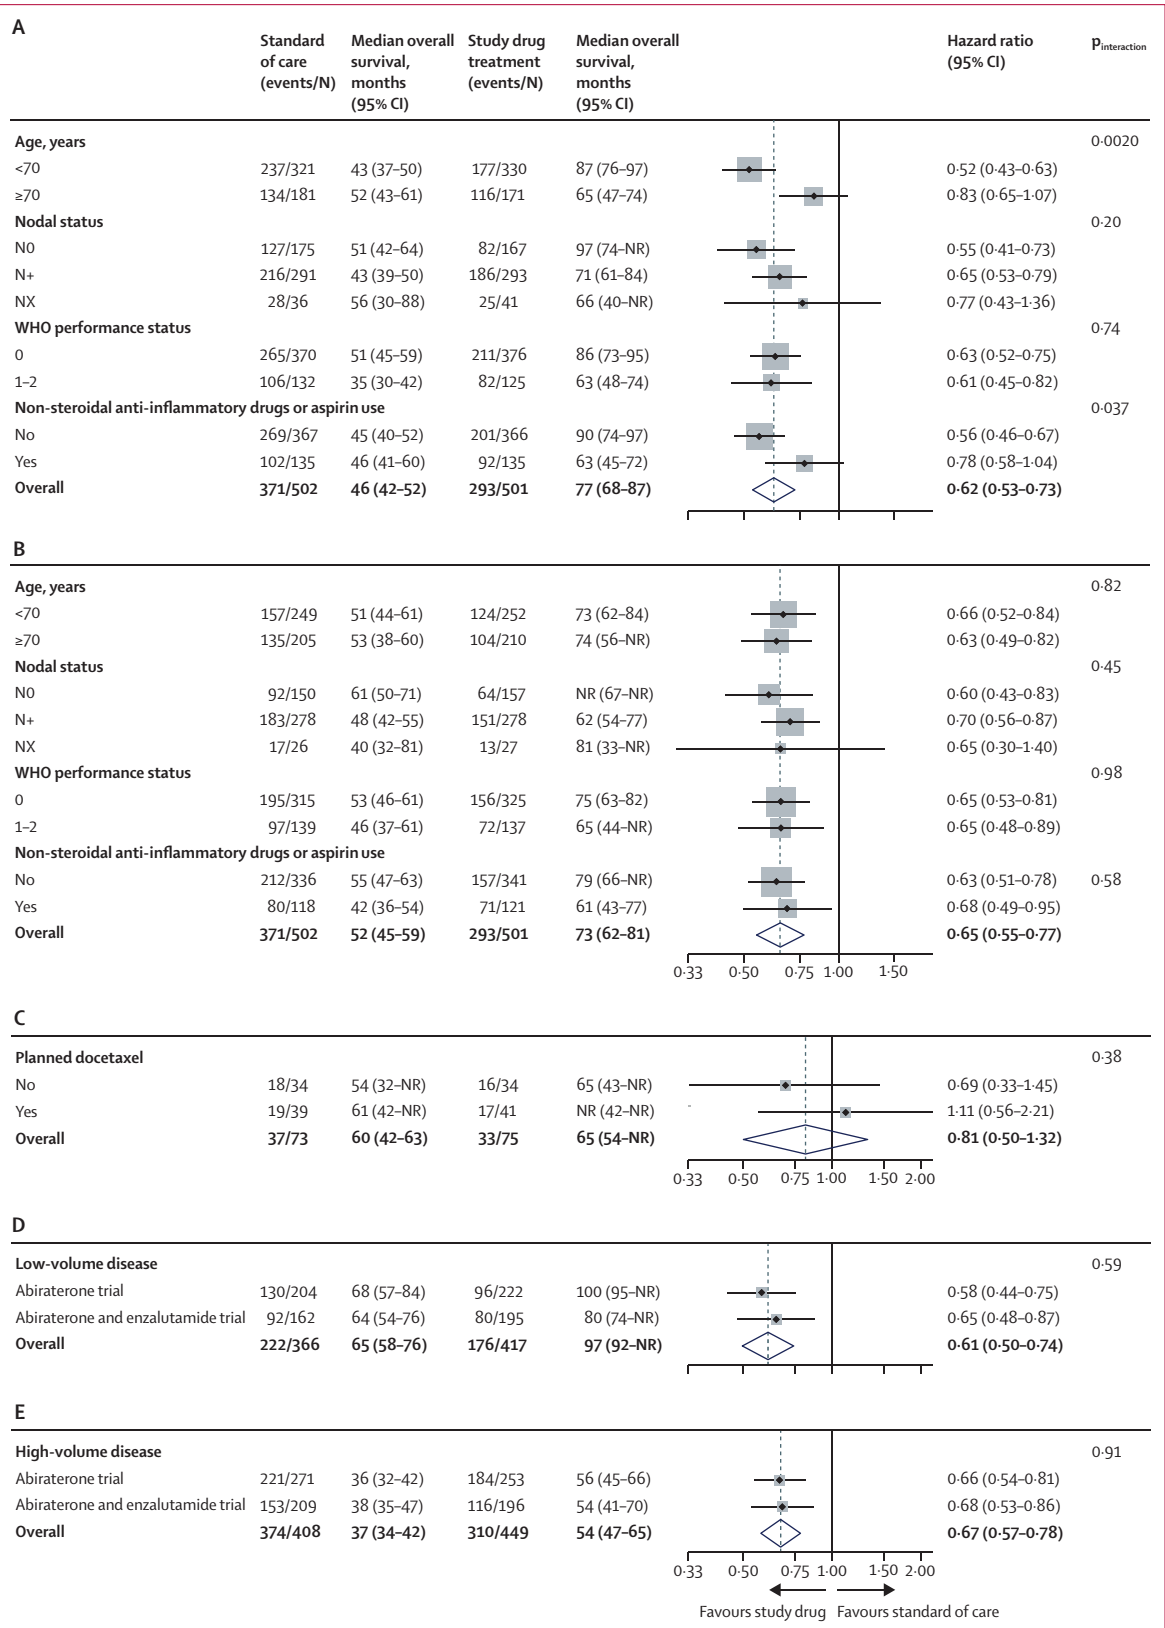 A
Standard of care (events/N) Median overall survival, months (95% CI) Study drug treatment (events/N) Median overall survival, months (95% CI) Hazard ratio (95% CI) pinteraction
Age, years 0·0020
<70 237/321 43 (37–50) 177/330 87 (76–97) 0·52 (0·43–0·63)
≥70 134/181 52 (43–61) 116/171 65 (47–74) 0·83 (0·65–1·07)
Nodal status 0·20
N0 127/175 51 (42–64) 82/167 97 (74–NR) 0·55 (0·41–0·73)
N+ 216/291 43 (39–50) 186/293 71 (61–84) 0·65 (0·53–0·79)
NX 28/36 56 (30–88) 25/41 66 (40–NR) 0·77 (0·43–1·36)
WHO performance status 0·74
0 265/370 51 (45–59) 211/376 86 (73–95) 0·63 (0·52–0·75)
1–2 106/132 35 (30–42) 82/125 63 (48–74) 0·61 (0·45–0·82)
Non-steroidal anti-inflammatory drugs or aspirin use 0·037
No 269/367 45 (40–52) 201/366 90 (74–97) 0·56 (0·46–0·67)
Yes 102/135 46 (41–60) 92/135 63 (45–72) 0·78 (0·58–1·04)
Overall 371/502 46 (42–52) 293/501 77 (68–87) 0·62 (0·53–0·73)
B
Age, years 0·82
<70 157/249 51 (44–61) 124/252 73 (62–84) 0·66 (0·52–0·84)
≥70 135/205 53 (38–60) 104/210 74 (56–NR) 0·63 (0·49–0·82)
Nodal status 0·45
N0 92/150 61 (50–71) 64/157 NR (67–NR) 0·60 (0·43–0·83)
N+ 183/278 48 (42–55) 151/278 62 (54–77) 0·70 (0·56–0·87)
NX 17/26 40 (32–81) 13/27 81 (33–NR) 0·65 (0·30–1·40)
WHO performance status 0·98
0 195/315 53 (46–61) 156/325 75 (63–82) 0·65 (0·53–0·81)
1–2 97/139 46 (37–61) 72/137 65 (44–NR) 0·65 (0·48–0·89)
Non-steroidal anti-inflammatory drugs or aspirin use
No 212/336 55 (47–63) 157/341 79 (66–NR) 0·63 (0·51–0·78) 0·58
Yes 80/118 42 (36–54) 71/121 61 (43–77) 0·68 (0·49–0·95)
Overall 371/502 52 (45–59) 293/501 73 (62–81) 0·65 (0·55–0·77)
0·33 0·50 0·75 1·00 1·50
C
Planned docetaxel 0·38
No 18/34 54 (32–NR) 16/34 65 (43–NR) 0·69 (0·33–1·45)
Yes 19/39 61 (42–NR) 17/41 NR (42–NR) 1·11 (0·56–2·21)
Overall 37/73 60 (42–63) 33/75 65 (54–NR) 0·81 (0·50–1·32)
0·33 0·50 0·75 1·00 1·50 2·00
D
Low-volume disease 0·59
Abiraterone trial 130/204 68 (57–84) 96/222 100 (95–NR) 0·58 (0·44–0·75)
Abiraterone and enzalutamide trial 92/162 64 (54–76) 80/195 80 (74–NR) 0·65 (0·48–0·87)
Overall 222/366 65 (58–76) 176/417 97 (92–NR) 0·61 (0·50–0·74)
E
High-volume disease 0·91
Abiraterone trial 221/271 36 (32–42) 184/253 56 (45–66) 0·66 (0·54–0·81)
Abiraterone and enzalutamide trial 153/209 38 (35–47) 116/196 54 (41–70) 0·68 (0·53–0·86)
Overall 374/408 37 (34–42) 310/449 54 (47–65) 0·67 (0·57–0·78)
0·33 0·50 0·75 1·00 1·50 2·00
Favours study drug Favours standard of care